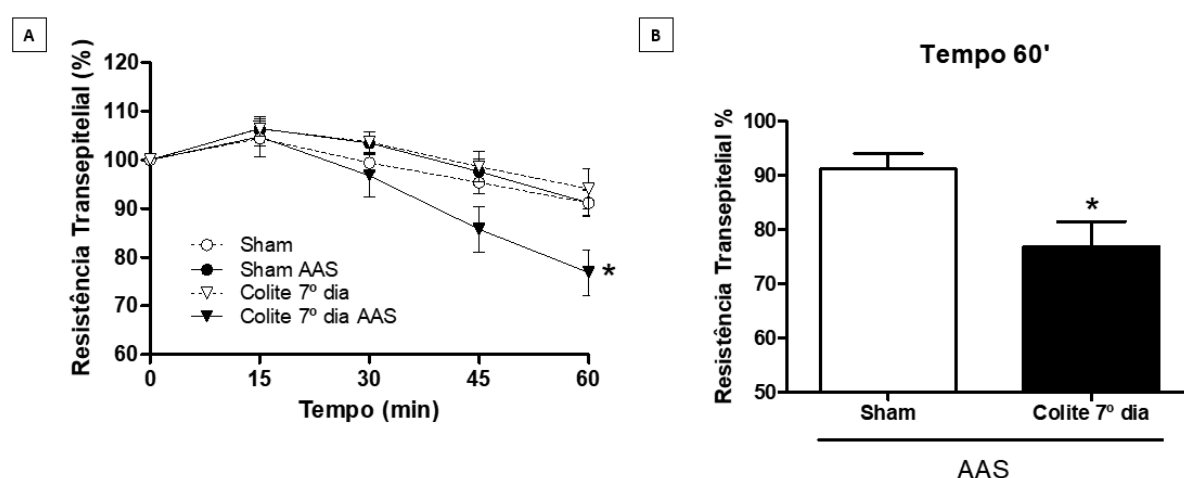 A
Resistência Transepitelial (%)
120
110
100
90
80
70
60
Sham
Sham AAS
Colite 7º dia
Colite 7º dia AAS
*
0 15 30 45 60
Tempo (min)
B
Tempo 60'
Resistência Transepitelial %
100
90
80
70
60
50
*
Sham Colite 7º dia
AAS